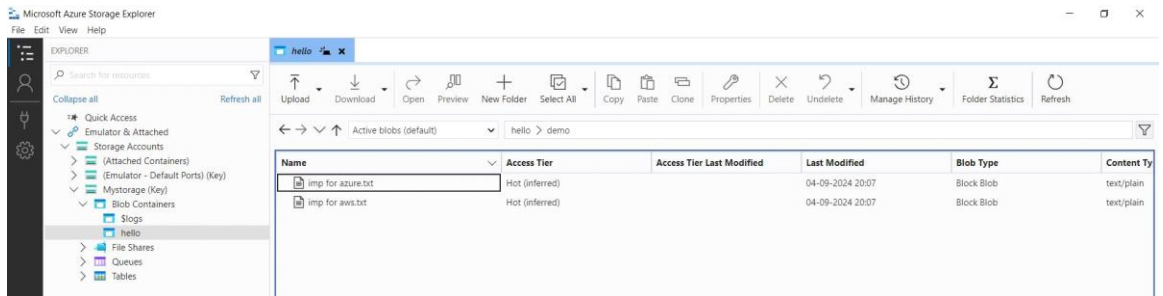 Microsoft Azure Storage Explorer
File Edit View Help
EXPLORER
Search for resources
Collapse all Refresh all
Quick Access
Emulator & Attached
Storage Accounts
(Attached Containers)
(Emulator - Default Ports) (Key)
Mystorage (Key)
Blob Containers
$logs
hello
File Shares
Queues
Tables
hello
Upload Download Open Preview New Folder Select All Copy Paste Clone Properties Delete Undelete Manage History Folder Statistics Refresh
Active blobs (default) hello > demo
Name Access Tier Access Tier Last Modified Last Modified Blob Type Content Ty
imp for azure.txt Hot (inferred) 04-09-2024 20:07 Block Blob text/plain
imp for aws.txt Hot (inferred) 04-09-2024 20:07 Block Blob text/plain